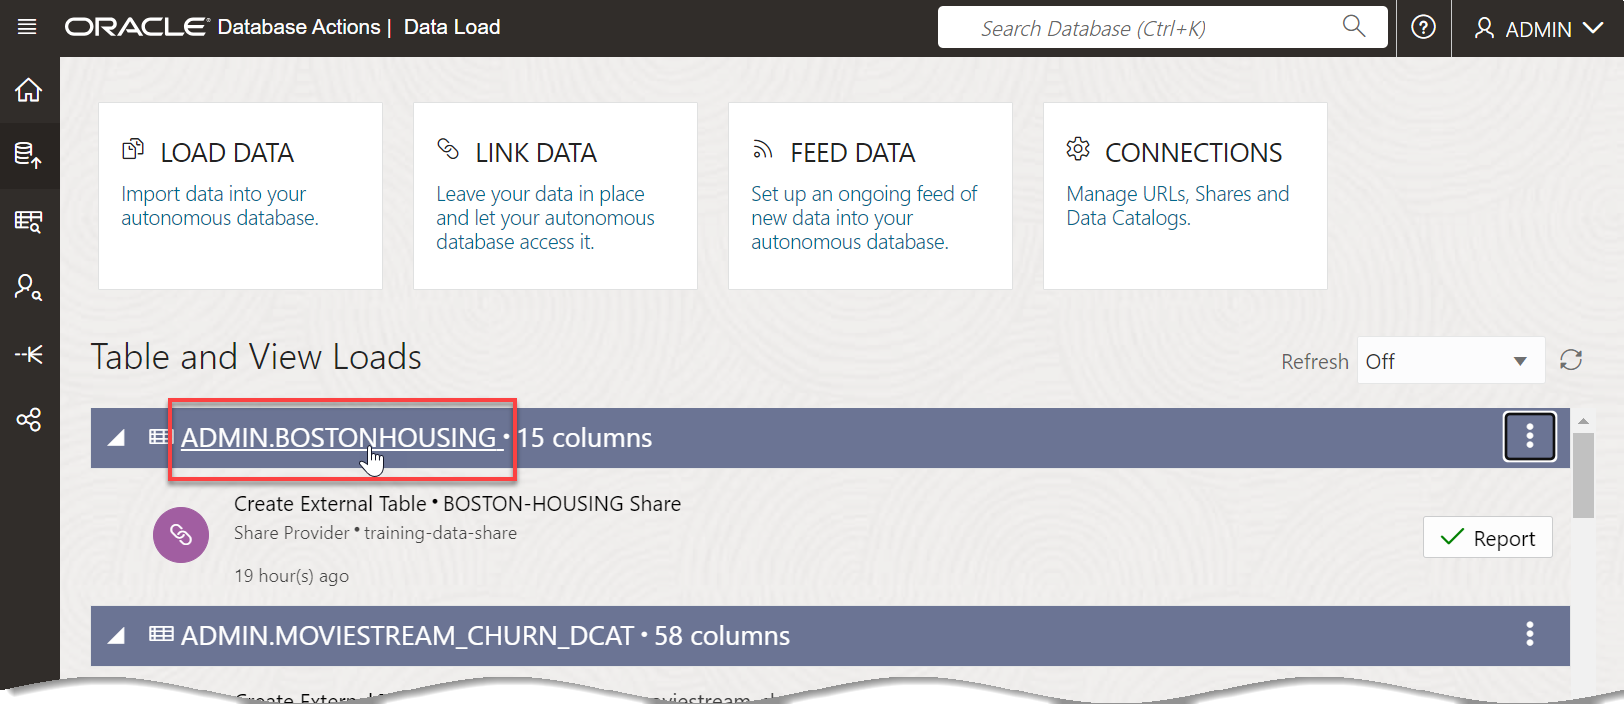 ORACLE® Database Actions | Data Load
Search Database (Ctrl+K)
ADMIN
LOAD DATA
Import data into your
autonomous database.
LINK DATA
Leave your data in place
and let your autonomous
database access it.
FEED DATA
Set up an ongoing feed of
new data into your
autonomous database.
CONNECTIONS
Manage URLs, Shares and
Data Catalogs.
Table and View Loads
Refresh
Off
ADMIN.BOSTONHOUSING • 15 columns
Create External Table • BOSTON-HOUSING Share
Share Provider • training-data-share
19 hour(s) ago
Report
ADMIN.MOVIESTREAM_CHURN_DCAT • 58 columns
Create External